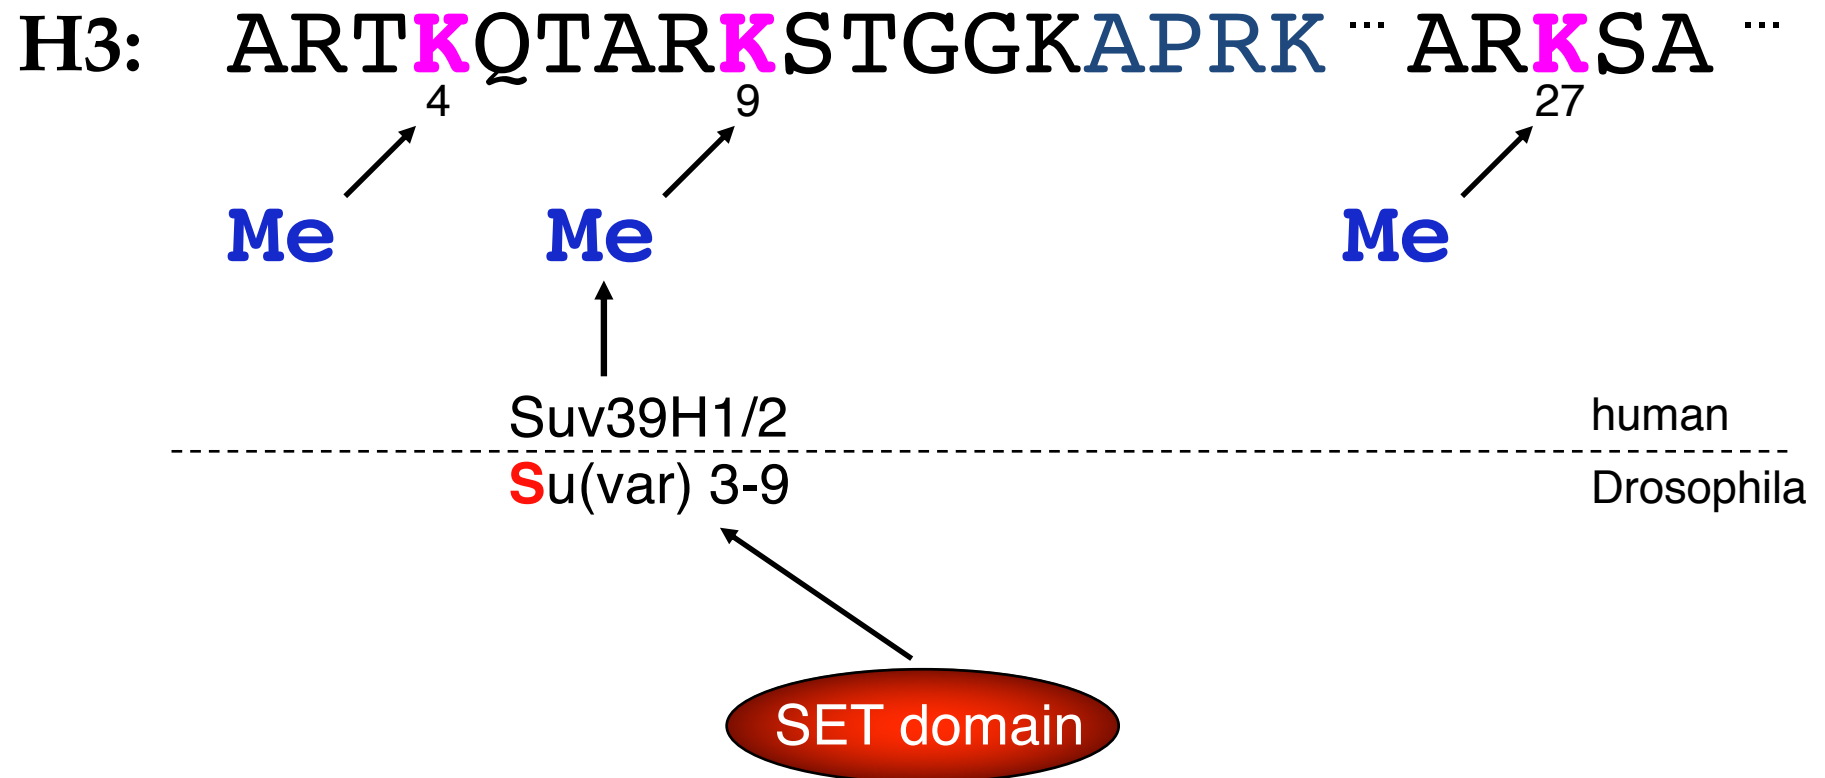 H3: ARTKQTARKSTGGKAPRK ... ARKSA ...
4 9 27
Me Me Me
Suv39H1/2 human
Su(var) 3-9 Drosophila
SET domain